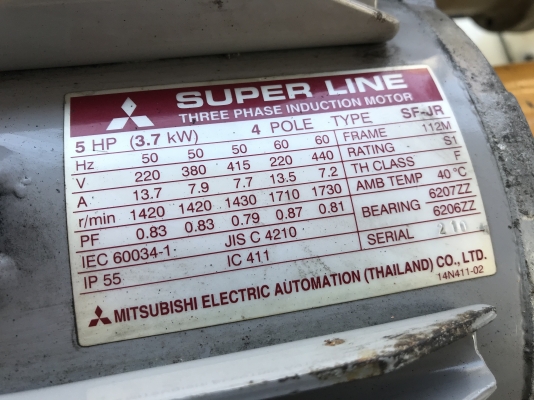 SUPER LINE
THREE PHASE INDUCTION MOTOR
5 HP (3.7 kW) 4 POLE TYPE SF-JR
Hz 50 50 50 60 60 FRAME 112M
V 220 380 415 220 440 RATING S1
A 13.7 7.9 7.7 13.5 7.2 TH CLASS F
r/min 1420 1420 1430 1710 1730 AMB TEMP 40 °C
PF 0.83 0.83 0.79 0.87 0.81 BEARING 6207ZZ
6206ZZ
IEC 60034-1 JIS C 4210
IP 55 IC 411 SERIAL
MITSUBISHI ELECTRIC AUTOMATION (THAILAND) CO., LTD.
14N411-02